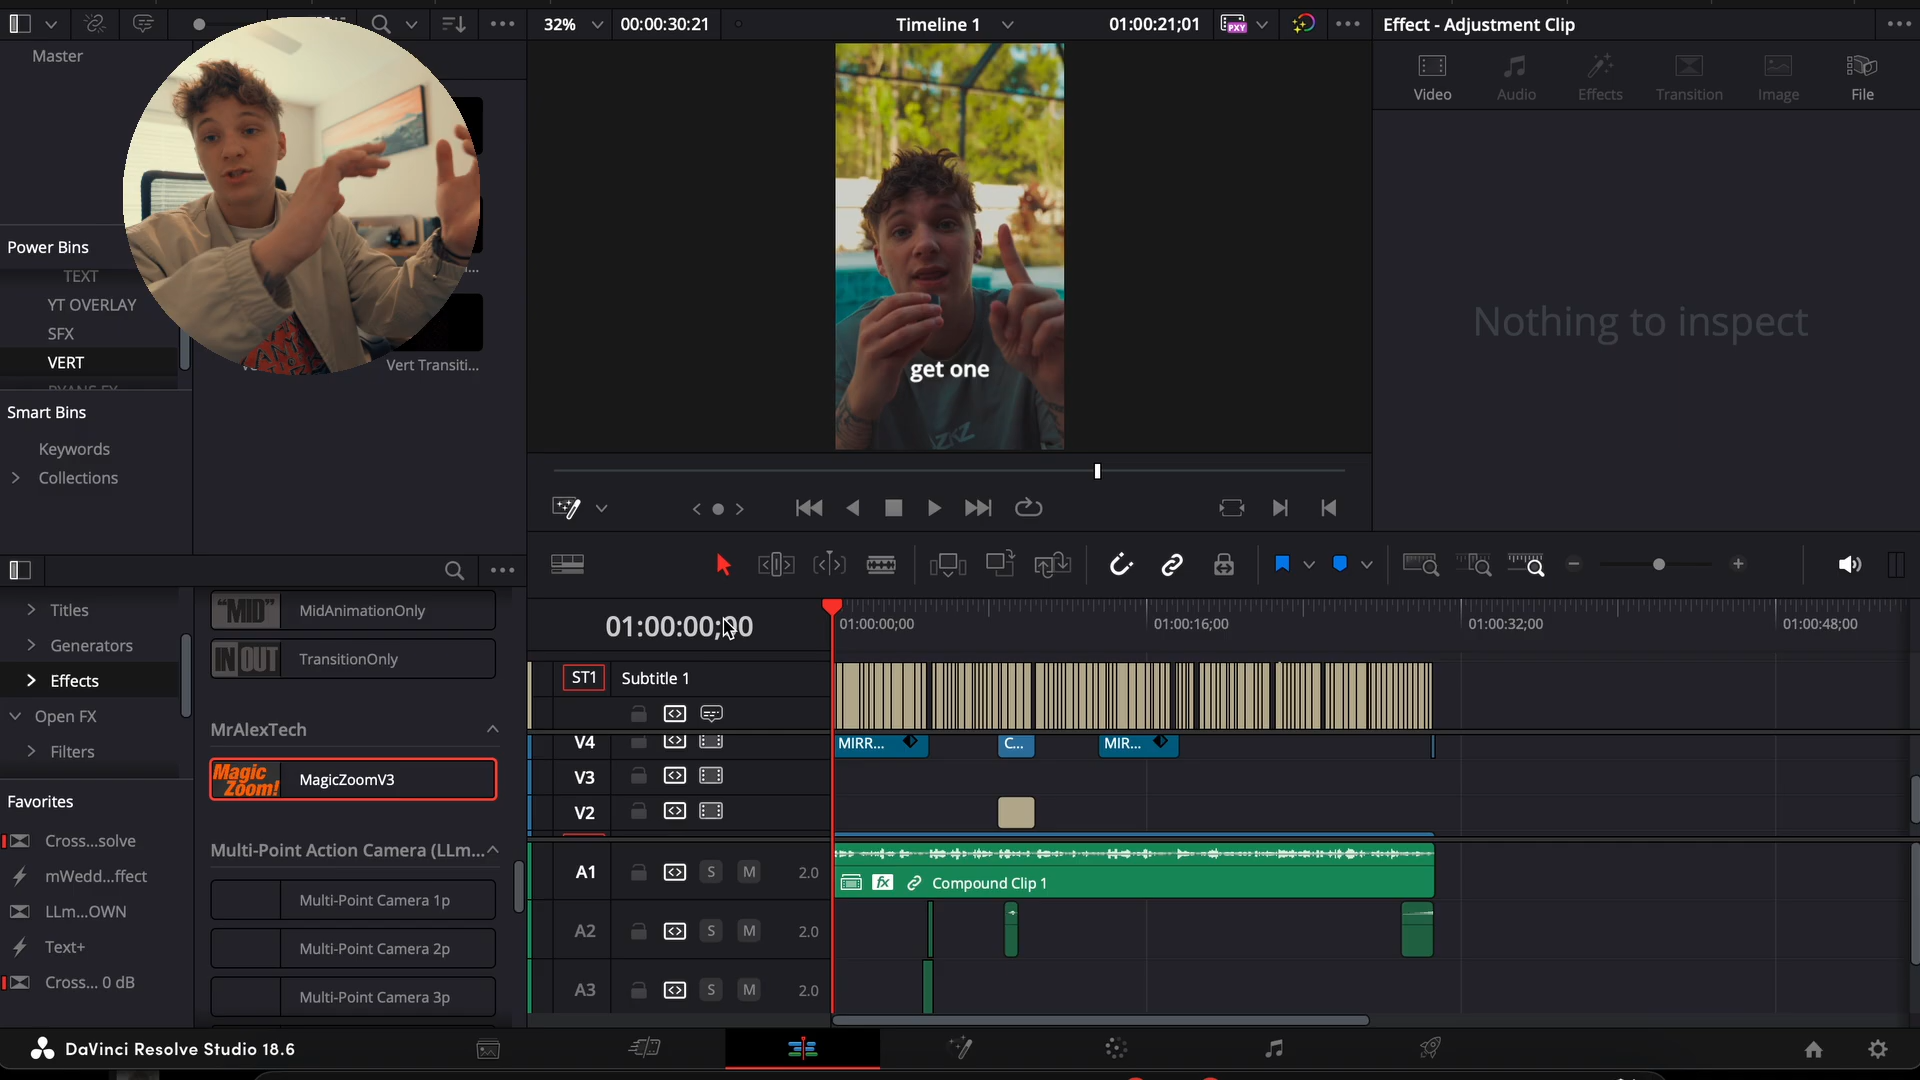 32%
00:00:30:21
Timeline 1
01:00:21;01
PXY
Effect - Adjustment Clip
Master
Video
Audio
Effects
Transition
Image
File
Power Bins
TEXT
YT OVERLAY
SFX
VERT
Vert Transiti...
Smart Bins
Keywords
Collections
get one
Nothing to inspect
Titles
Generators
Effects
Open FX
Filters
"MID"
MidAnimationOnly
IN OUT
TransitionOnly
MrAlexTech
Magic Zoom!
MagicZoomV3
Multi-Point Action Camera (LLm...
Multi-Point Camera 1p
Multi-Point Camera 2p
Multi-Point Camera 3p
Favorites
Cross...solve
mWedd...ffect
LLm...OWN
Text+
Cross... 0 dB
01:00:00;00
01:00:00;00
01:00:16;00
01:00:32;00
01:00:48;00
ST1
Subtitle 1
V4
MIRR...
C...
MIR...
V3
V2
A1
S
M
2.0
fx
Compound Clip 1
A2
S
M
2.0
A3
S
M
2.0
DaVinci Resolve Studio 18.6